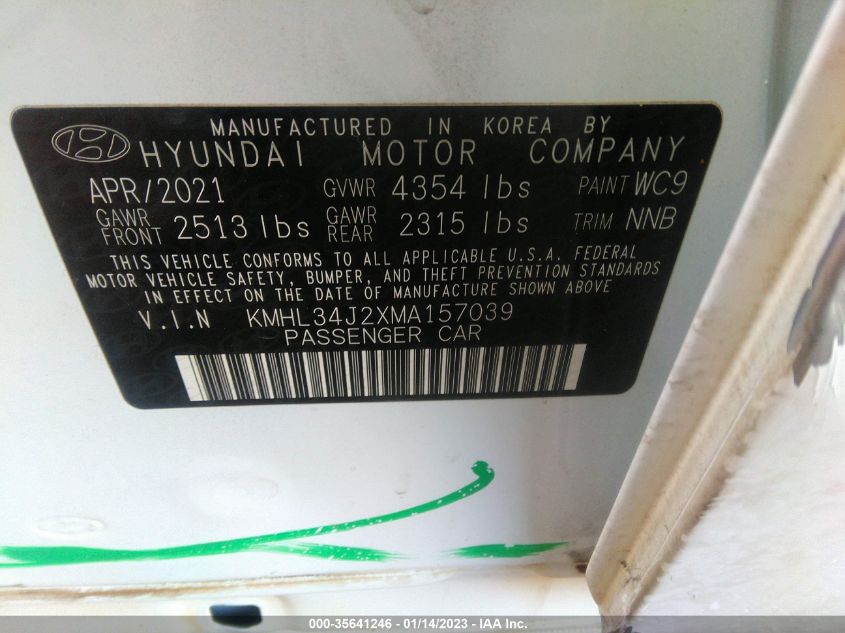 MANUFACTURED IN KOREA BY
HYUNDAI MOTOR COMPANY
APR/2021 GVWR 4354 lbs PAINT WC9
GAWR FRONT 2513 lbs GAWR REAR 2315 lbs TRIM NNB
THIS VEHICLE CONFORMS TO ALL APPLICABLE U.S.A. FEDERAL
MOTOR VEHICLE SAFETY, BUMPER, AND THEFT PREVENTION STANDARDS
IN EFFECT ON THE DATE OF MANUFACTURE SHOWN ABOVE
V.I.N KMHL34J2XMA157039
PASSENGER CAR
000-35641246 - 01/14/2023 - IAA Inc.